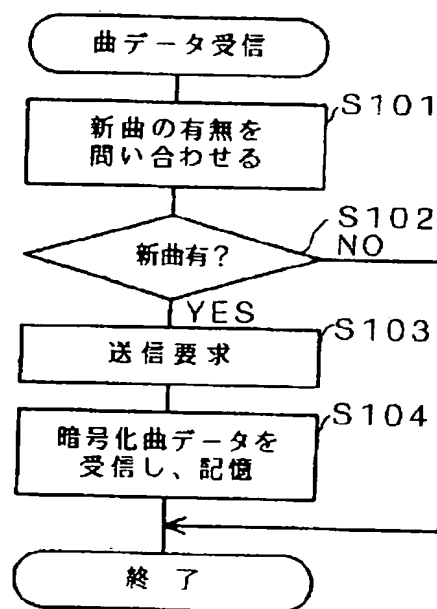 曲データ受信
S101
新曲の有無を
問い合わせる
S102
新曲有?
NO
YES
S103
送信要求
S104
暗号化曲データを
受信し、記憶
終了